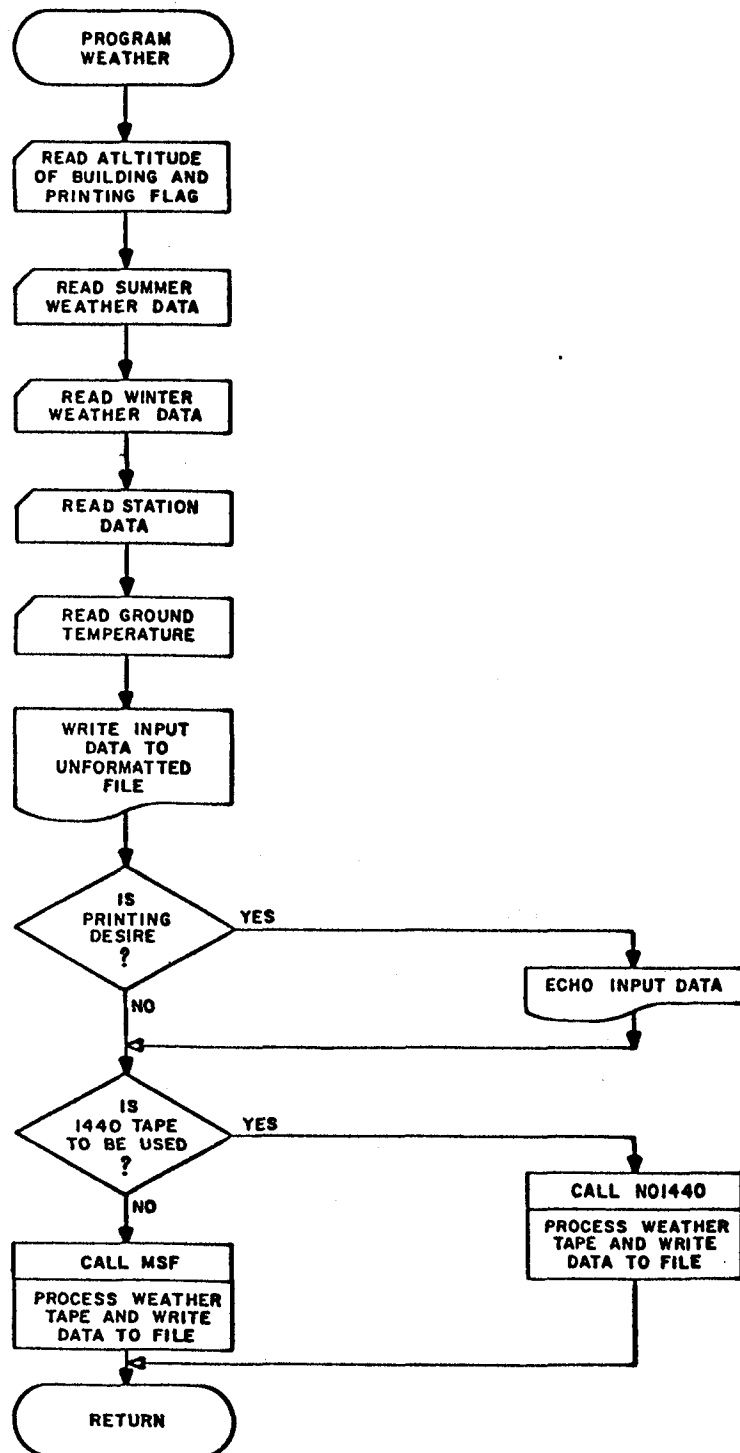 PROGRAM
WEATHER
READ ATLTITUDE
OF BUILDING AND
PRINTING FLAG
READ SUMMER
WEATHER DATA
READ WINTER
WEATHER DATA
READ STATION
DATA
READ GROUND
TEMPERATURE
WRITE INPUT
DATA TO
UNFORMATTED
FILE
IS
PRINTING
DESIRE
?
YES
ECHO INPUT DATA
NO
IS
1440 TAPE
TO BE USED
?
YES
CALL NO1440
PROCESS WEATHER
TAPE AND WRITE
DATA TO FILE
NO
CALL MSF
PROCESS WEATHER
TAPE AND WRITE
DATA TO FILE
RETURN